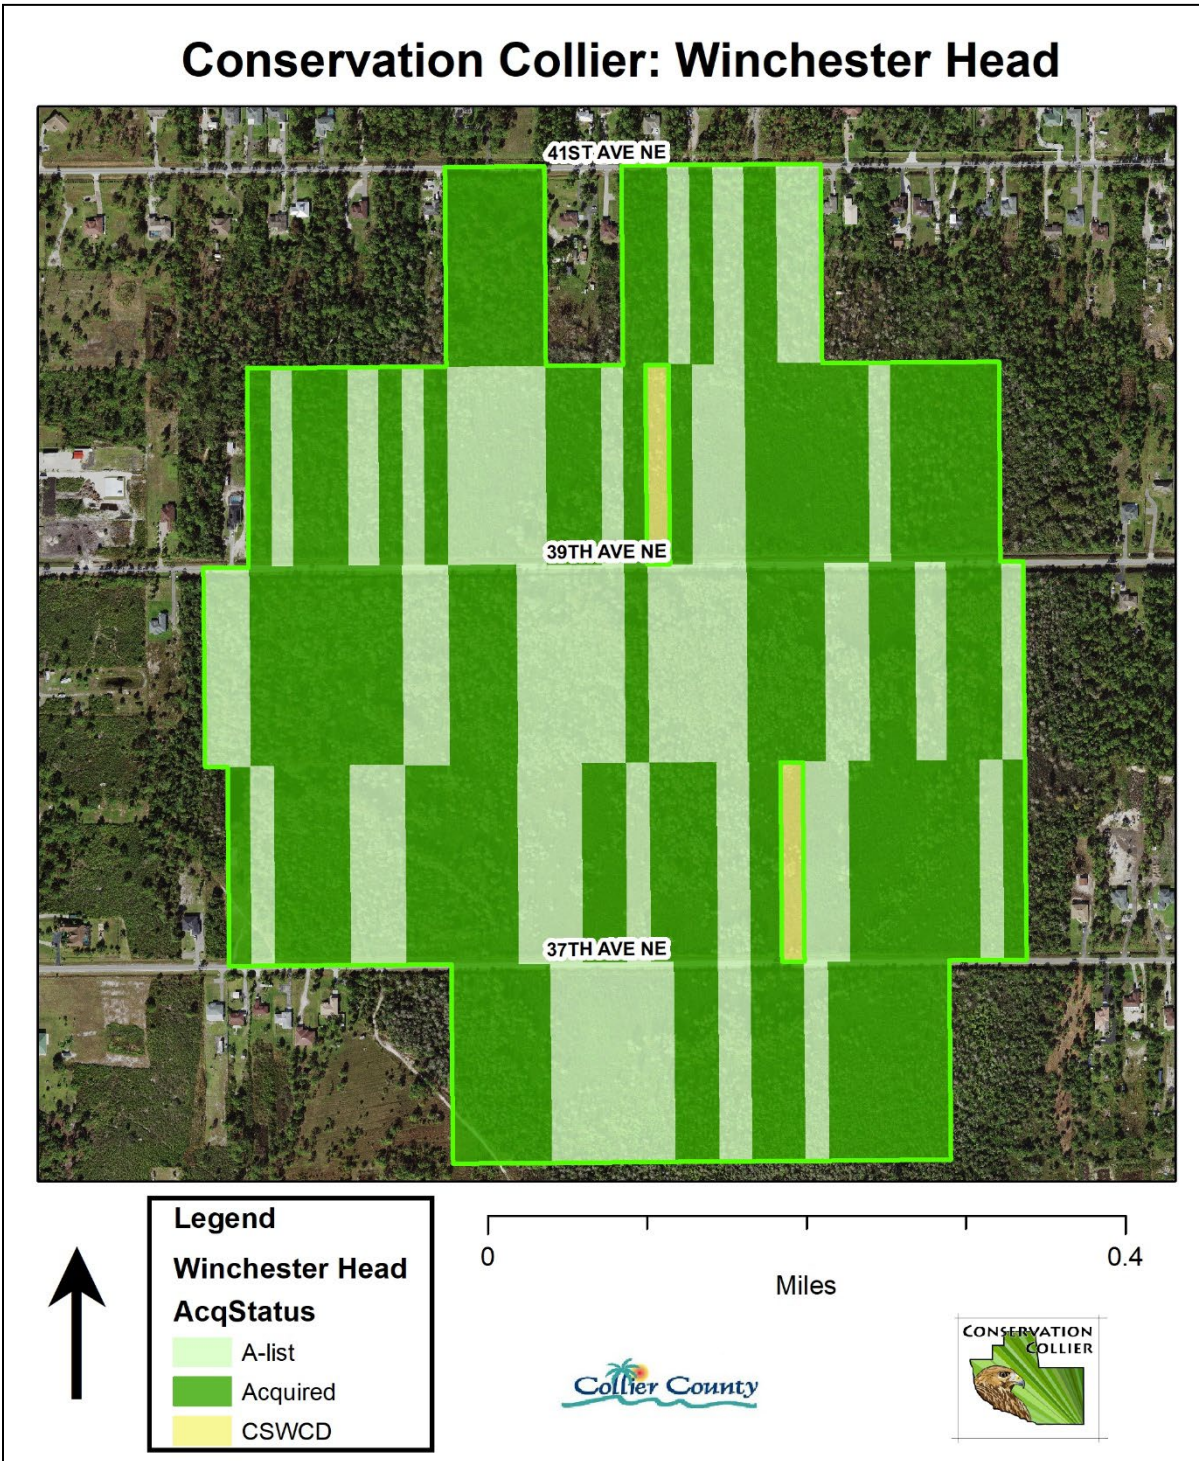 Conservation Collier: Winchester Head
41ST AVE NE
39TH AVE NE
37TH AVE NE
Legend
Winchester Head
AcqStatus
A-list
Acquired
CSWCD
0
0.4
Miles
Collier County
CONSERVATION
COLLIER